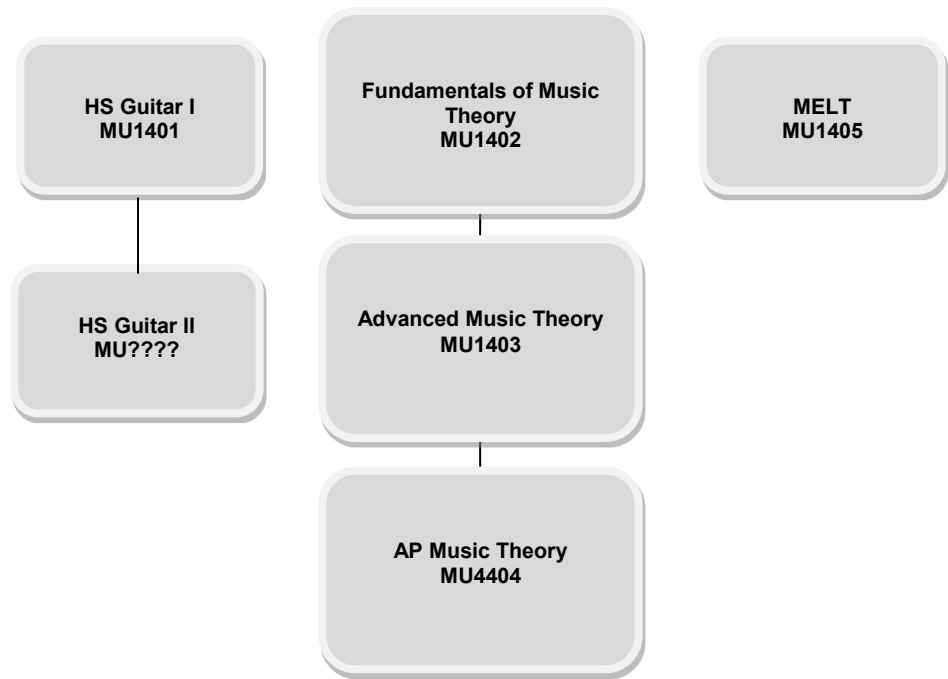 HS Guitar I
MU1401
Fundamentals of Music
Theory
MU1402
MELT
MU1405
HS Guitar II
MU????
Advanced Music Theory
MU1403
AP Music Theory
MU4404